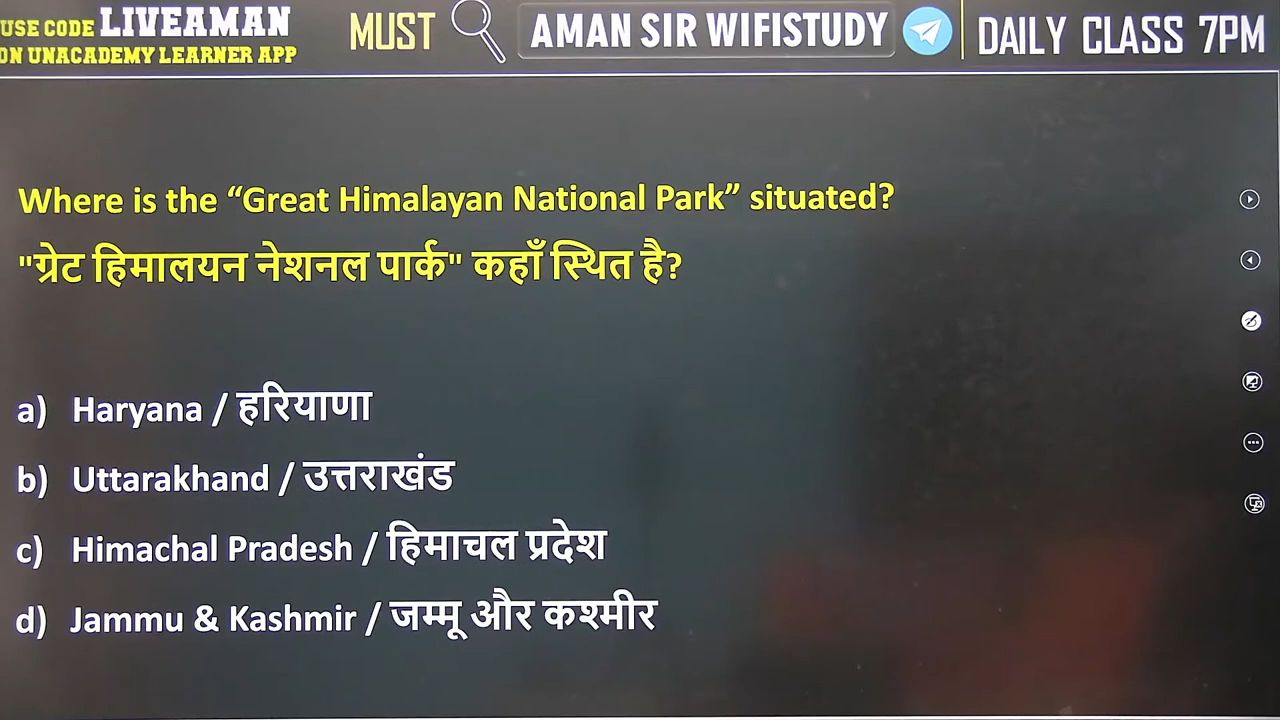 USE CODE LIVEAMAN
ON UNACADEMY LEARNER APP
MUST
AMAN SIR WIFISTUDY
DAILY CLASS 7PM
Where is the “Great Himalayan National Park” situated?
"ग्रेट हिमालयन नेशनल पार्क" कहाँ स्थित है?
a) Haryana / हरियाणा
b) Uttarakhand / उत्तराखंड
c) Himachal Pradesh / हिमाचल प्रदेश
d) Jammu & Kashmir / जम्मू और कश्मीर